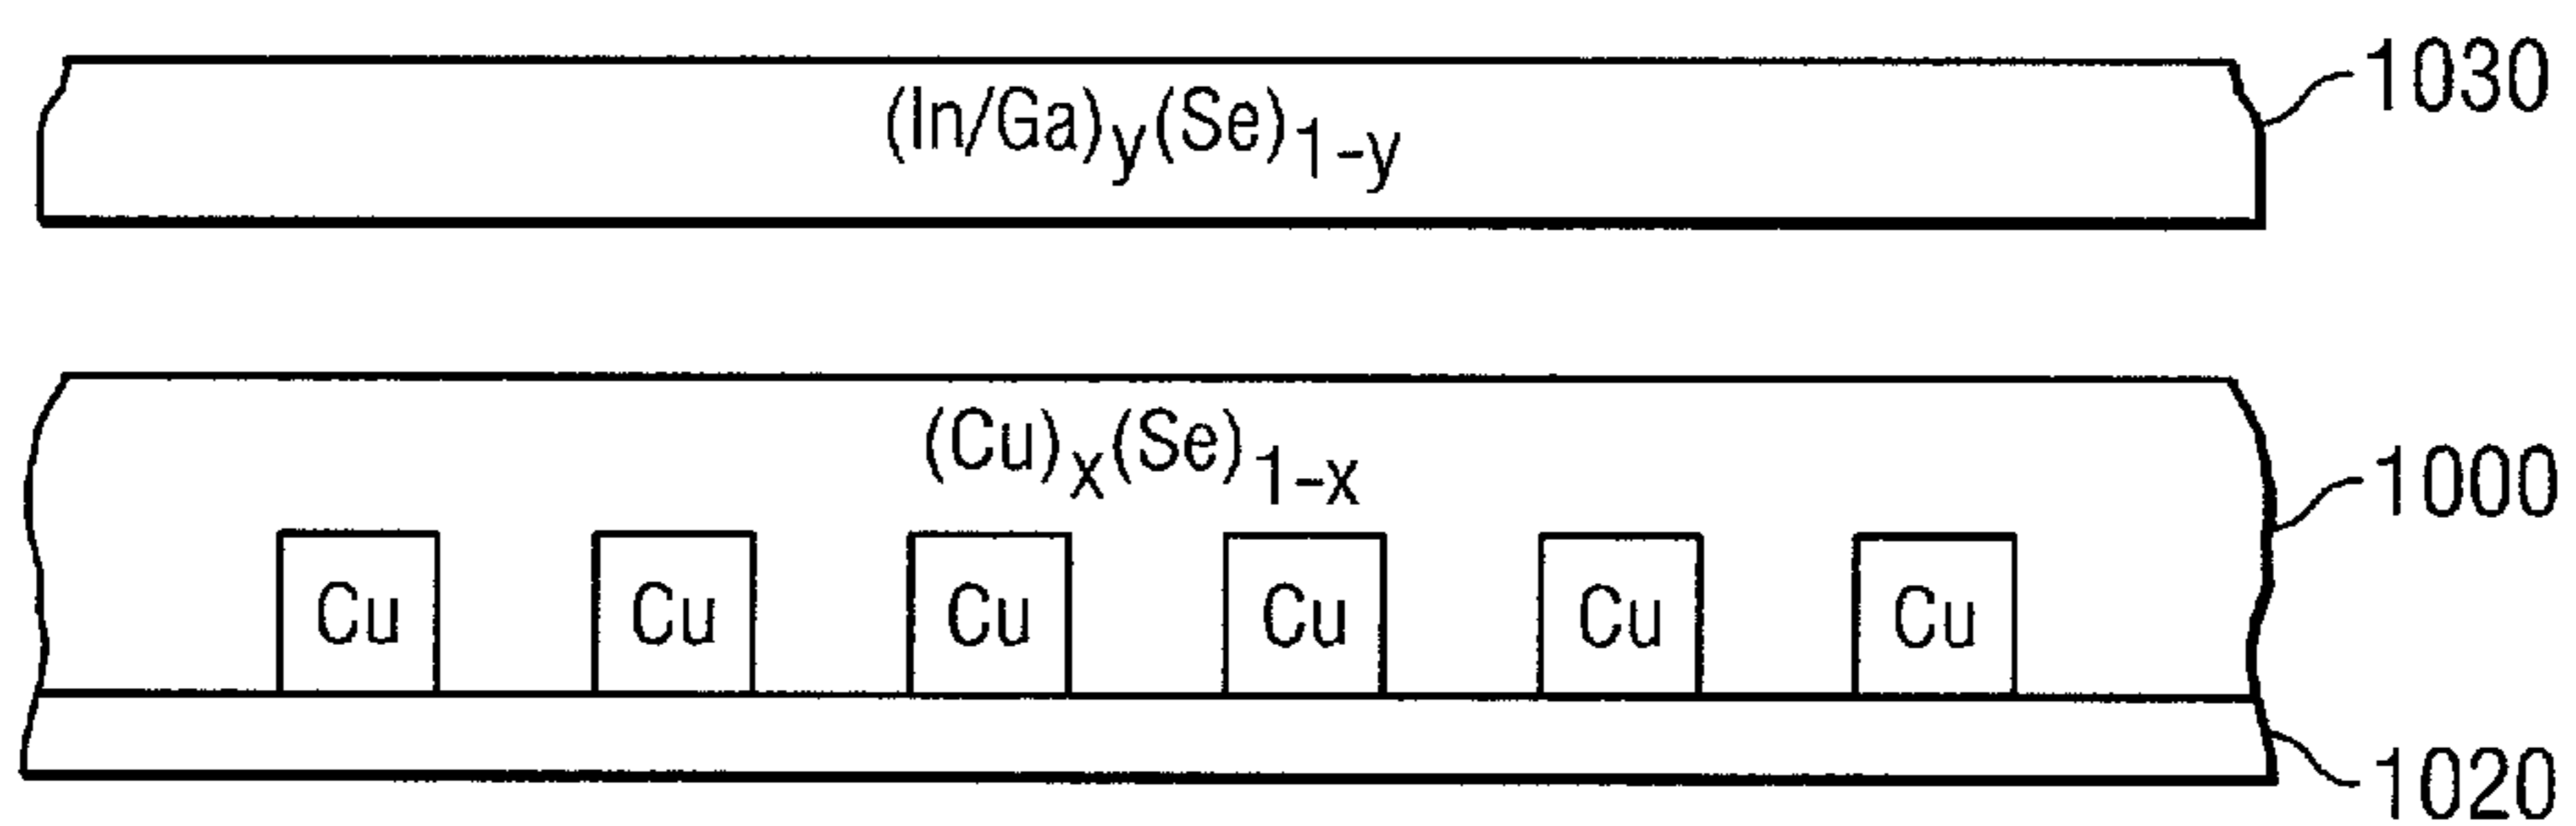 1030
(In/Ga)y(Se)1-y
(Cu)x(Se)1-x
1000
Cu Cu Cu Cu Cu Cu
1020